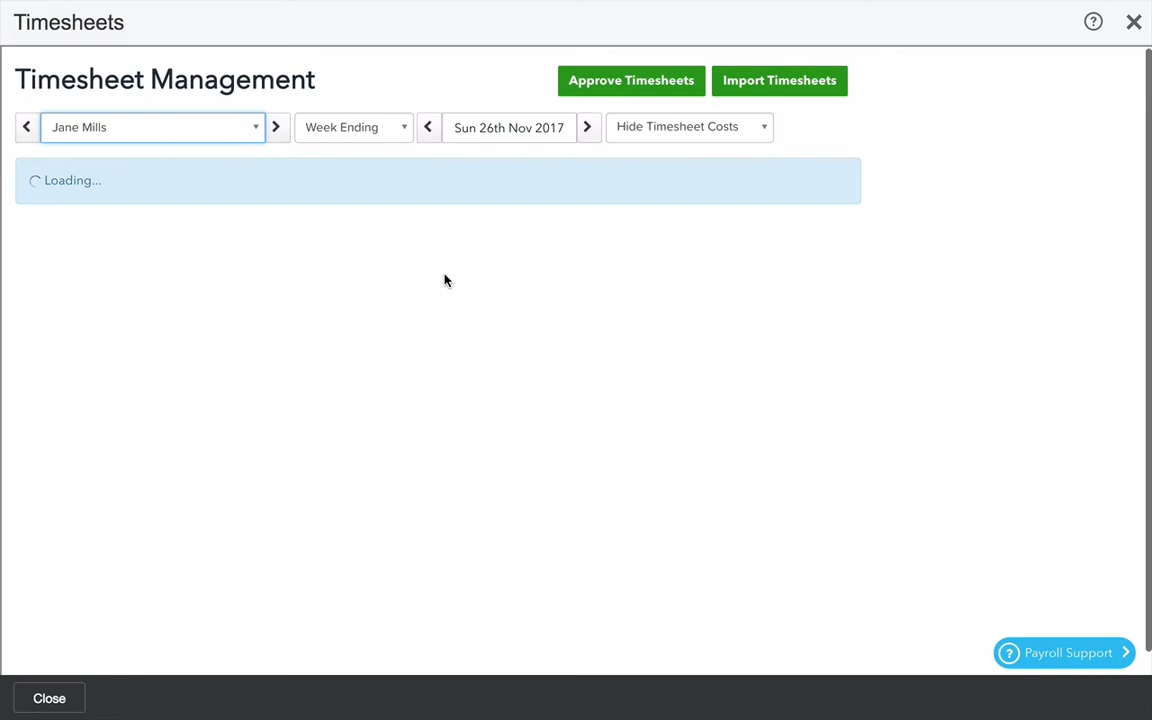 Timesheets
Timesheet Management
Approve Timesheets
Import Timesheets
Jane Mills
Week Ending
Sun 26th Nov 2017
Hide Timesheet Costs
Loading...
? Payroll Support
Close